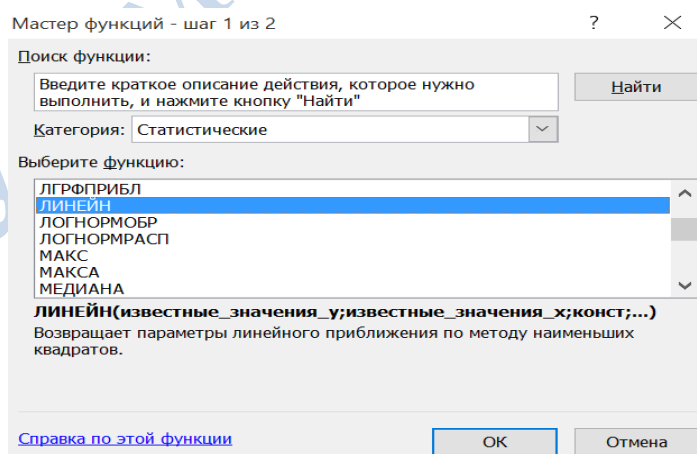 Мастер функций - шаг 1 из 2 ? ×
Поиск функции:
Введите краткое описание действия, которое нужно
выполнить, и нажмите кнопку "Найти"
Найти
Категория: Статистические
Выберите функцию:
ЛГРФПРИБЛ
ЛИНЕЙН
ЛОГНОРМОБР
ЛОГНОРМРАСП
МАКС
МАКСА
МЕДИАНА
ЛИНЕЙН(известные_значения_y;известные_значения_x;конст;...)
Возвращает параметры линейного приближения по методу наименьших
квадратов.
Справка по этой функции
ОК
Отмена